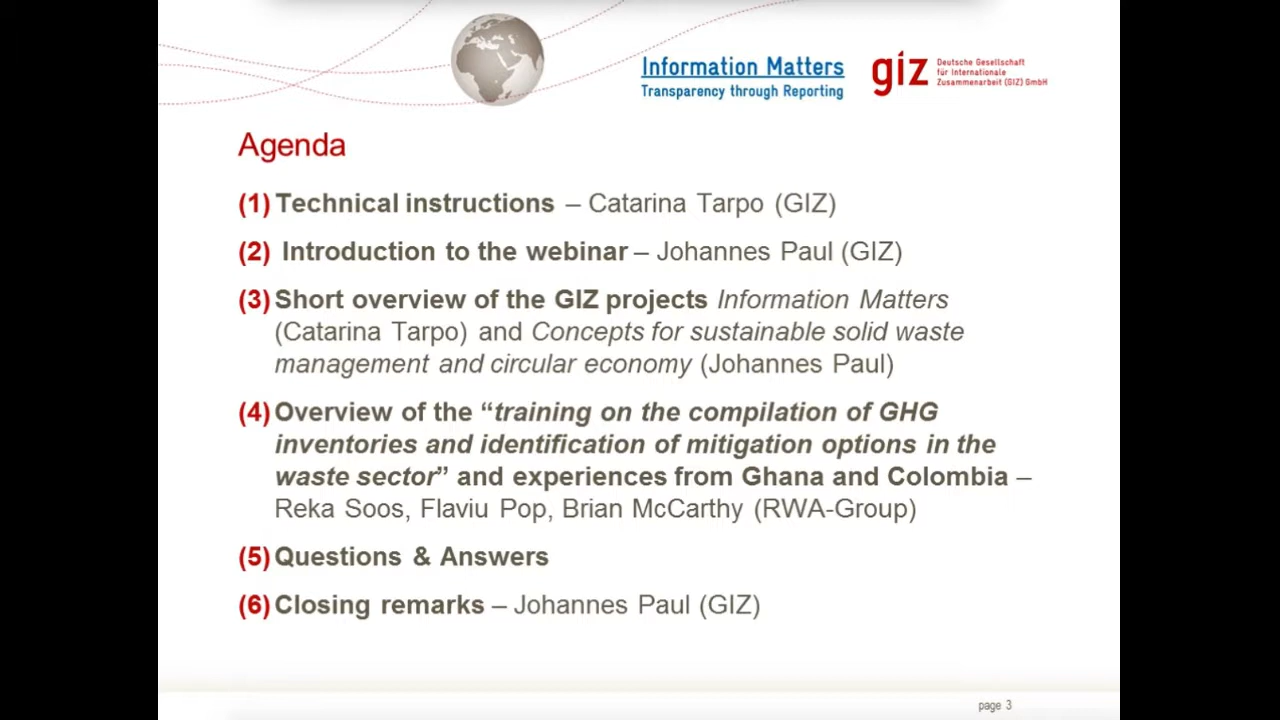 Information Matters
Transparency through Reporting
giz
Deutsche Gesellschaft
für Internationale
Zusammenarbeit (GIZ) GmbH
Agenda
(1) Technical instructions – Catarina Tarpo (GIZ)
(2) Introduction to the webinar – Johannes Paul (GIZ)
(3) Short overview of the GIZ projects Information Matters
(Catarina Tarpo) and Concepts for sustainable solid waste
management and circular economy (Johannes Paul)
(4) Overview of the “training on the compilation of GHG
inventories and identification of mitigation options in the
waste sector” and experiences from Ghana and Colombia –
Reka Soos, Flaviu Pop, Brian McCarthy (RWA-Group)
(5) Questions & Answers
(6) Closing remarks – Johannes Paul (GIZ)
page 3